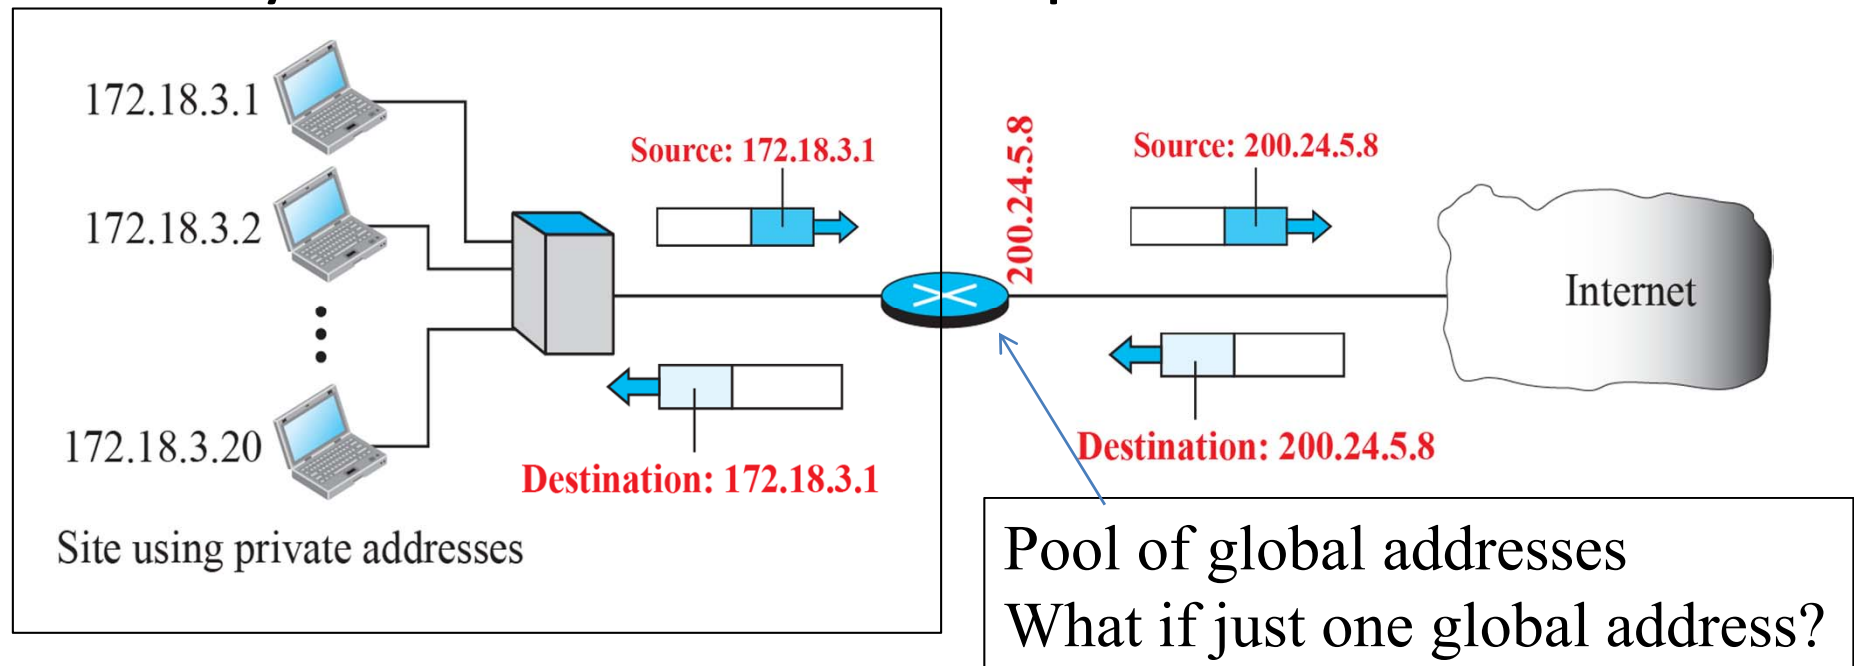 172.18.3.1
172.18.3.2
172.18.3.20
Site using private addresses
Source: 172.18.3.1
Destination: 172.18.3.1
200.24.5.8
Source: 200.24.5.8
Destination: 200.24.5.8
Internet
Pool of global addresses
What if just one global address?